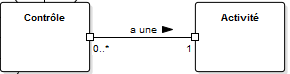 Contrôle
Activité
a une
0..*
1